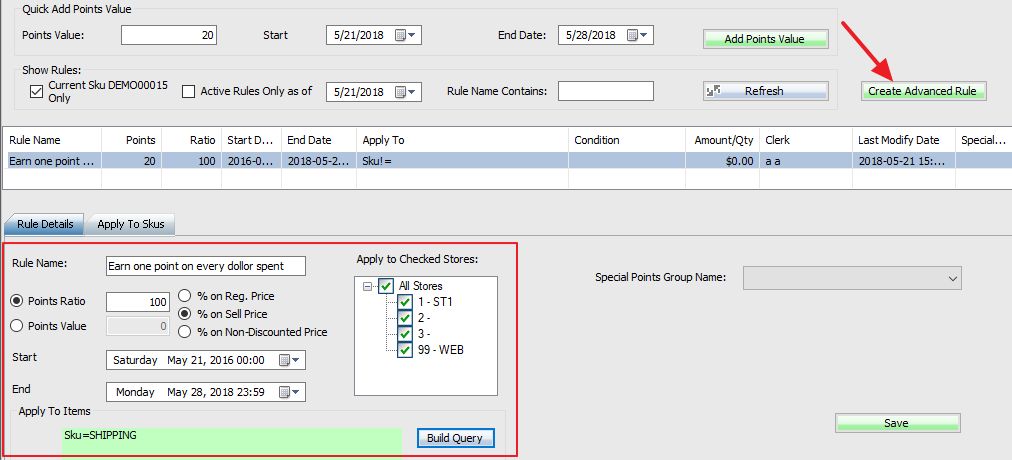 Quick Add Points Value
Points Value: 20 Start 5/21/2018 End Date: 5/28/2018 Add Points Value
Show Rules:
Current Sku DEMO00015 Only Active Rules Only as of 5/21/2018 Rule Name Contains: Refresh Create Advanced Rule
Rule Name Points Ratio Start D... End Date Apply To Condition Amount/Qty Clerk Last Modify Date Special...
Earn one point ... 20 100 2016-0... 2018-05-2... Sku!= $0.00 a a 2018-05-21 15:...
Rule Details Apply To Skus
Rule Name: Earn one point on every dollor spent
Points Ratio 100
Points Value 0
% on Reg. Price
% on Sell Price
% on Non-Discounted Price
Start Saturday May 21, 2016 00:00
End Monday May 28, 2018 23:59
Apply to Checked Stores:
All Stores
1 - ST1
2 -
3 -
99 - WEB
Special Points Group Name:
Apply To Items
Sku=SHIPPING
Build Query
Save